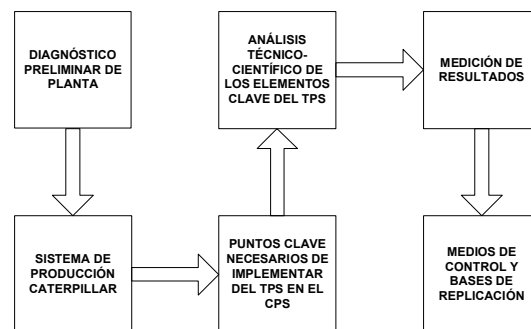 DIAGNÓSTICO
PRELIMINAR DE
PLANTA
SISTEMA DE
PRODUCCIÓN
CATERPILLAR
PUNTOS CLAVE
NECESARIOS DE
IMPLEMENTAR
DEL TPS EN EL
CPS
ANÁLISIS
TÉCNICO-
CIENTÍFICO DE
LOS ELEMENTOS
CLAVE DEL TPS
MEDICIÓN DE
RESULTADOS
MEDIOS DE
CONTROL Y
BASES DE
REPLICACIÓN